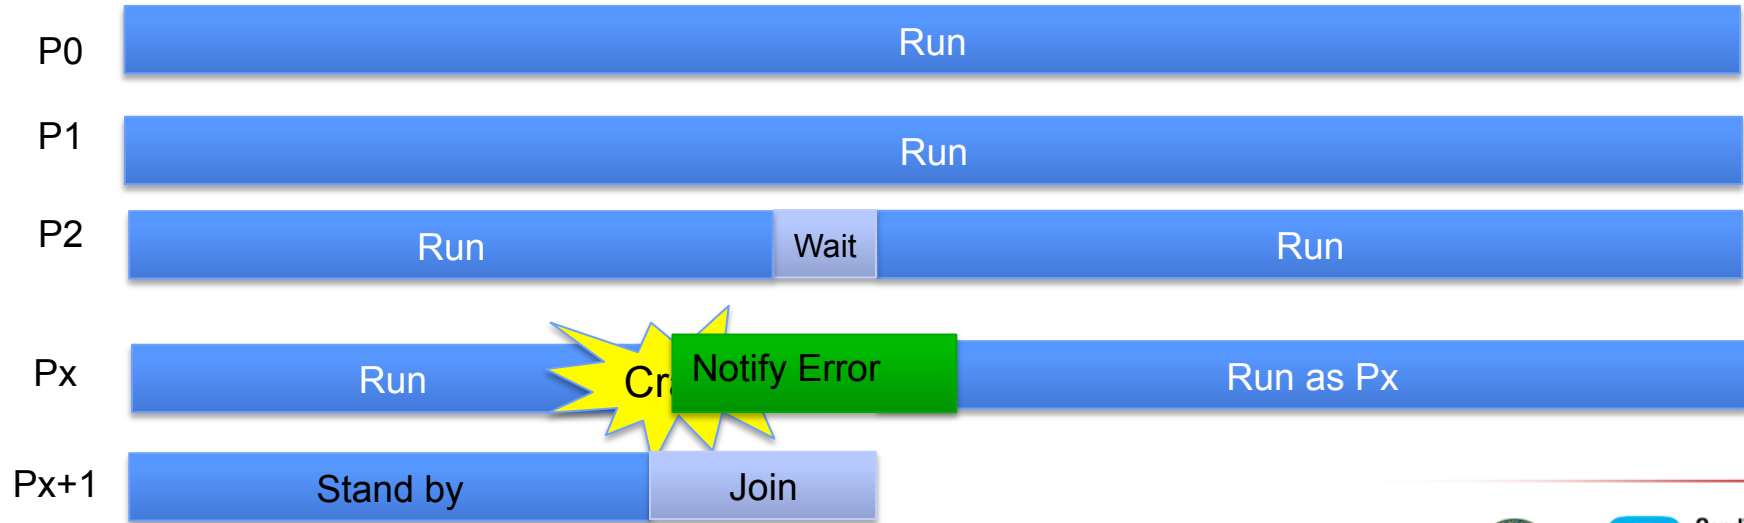 P0 Run
P1 Run
P2 Run Wait Run
Px Run Cra Notify Error Run as Px
Px+1 Stand by Join